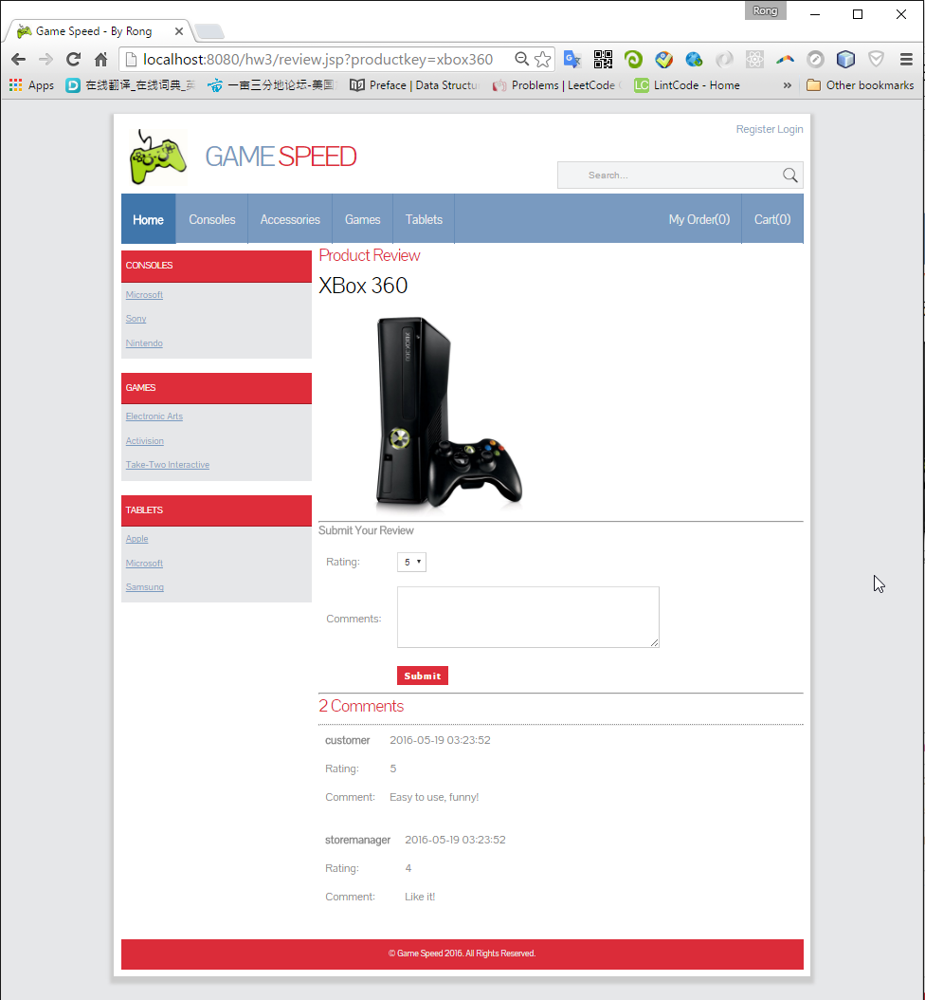 Rong
Game Speed - By Rong
localhost:8080/hw3/review.jsp?productkey=xbox360
Apps 在线翻译_在线词典_ 一亩三分地论坛-美国 Preface | Data Structu Problems | LeetCode LC LintCode - Home » Other bookmarks
Register Login
GAME SPEED
Search...
Home Consoles Accessories Games Tablets My Order(0) Cart(0)
CONSOLES
Microsoft
Sony
Nintendo
GAMES
Electronic Arts
Activision
Take-Two Interactive
TABLETS
Apple
Microsoft
Samsung
Product Review
XBox 360
XBOX 360
Submit Your Review
Rating: 5
Comments:
Submit
2 Comments
customer 2016-05-19 03:23:52
Rating: 5
Comment: Easy to use, funny!
storemanager 2016-05-19 03:23:52
Rating: 4
Comment: Like it!
© Game Speed 2016. All Rights Reserved.